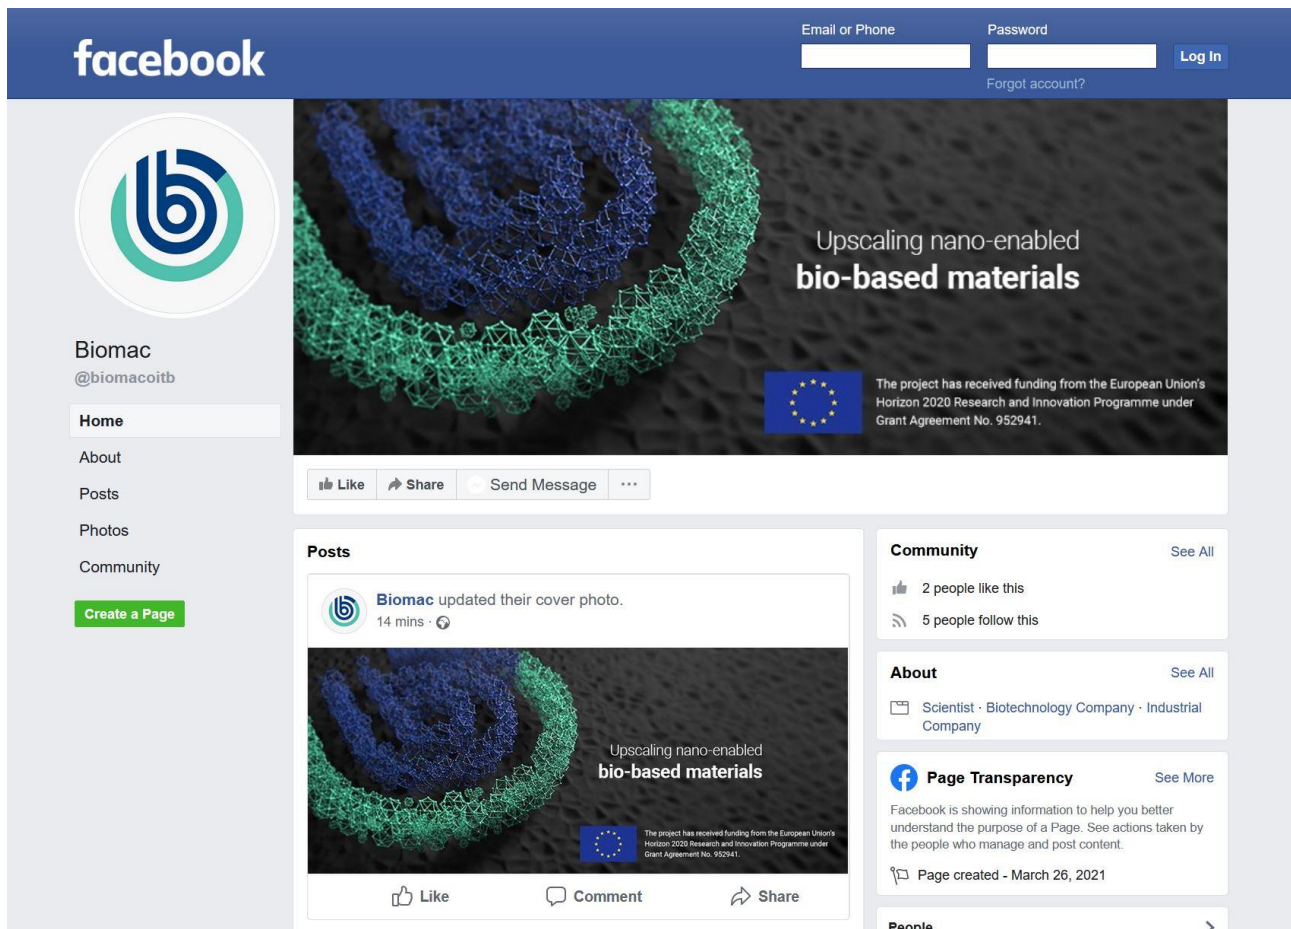 facebook
Email or Phone
Password
Log In
Forgot account?
Upscaling nano-enabled
bio-based materials
The project has received funding from the European Union's
Horizon 2020 Research and Innovation Programme under
Grant Agreement No. 952941.
Biomac
@biomacoitb
Home
About
Posts
Photos
Community
Create a Page
Like
Share
Send Message
...
Posts
Biomac updated their cover photo.
14 mins ·
Upscaling nano-enabled
bio-based materials
The project has received funding from the European Union's
Horizon 2020 Research and Innovation Programme under
Grant Agreement No. 952941.
Like
Comment
Share
Community
See All
2 people like this
5 people follow this
About
See All
Scientist · Biotechnology Company · Industrial
Company
Page Transparency
See More
Facebook is showing information to help you better
understand the purpose of a Page. See actions taken by
the people who manage and post content.
Page created - March 26, 2021
People